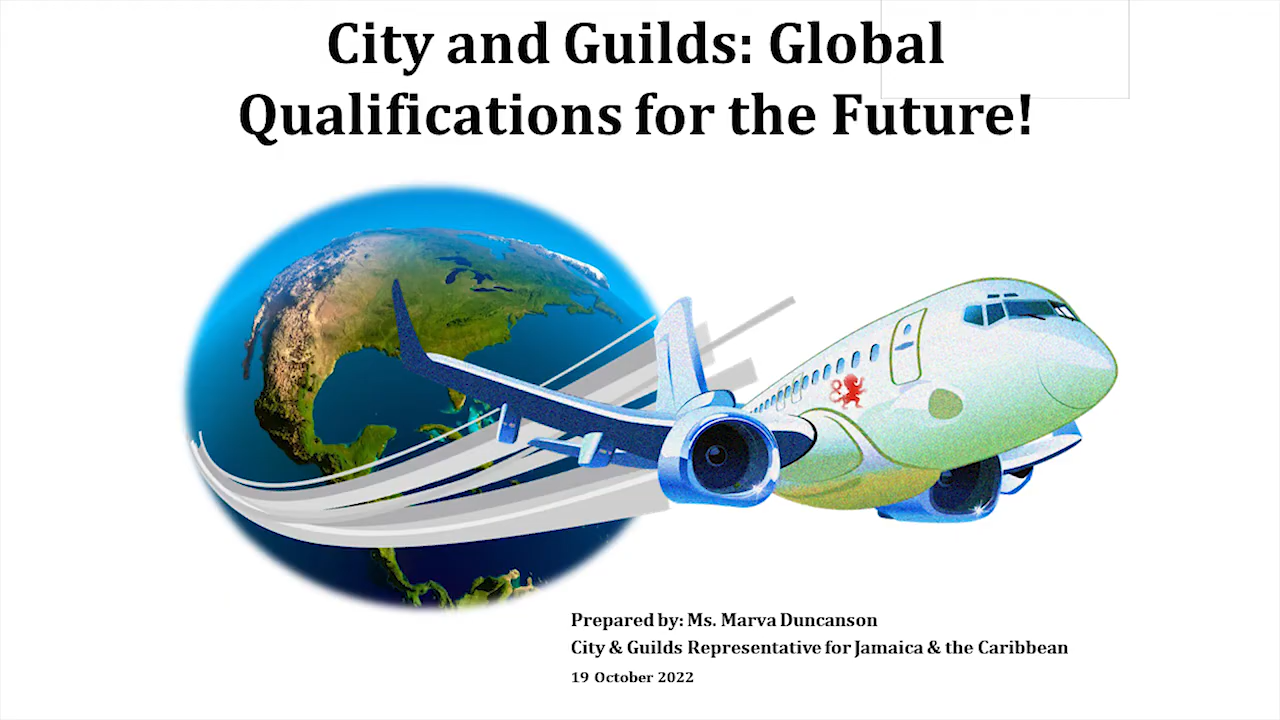 City and Guilds: Global
Qualifications for the Future!
Prepared by: Ms. Marva Duncanson
City & Guilds Representative for Jamaica & the Caribbean
19 October 2022